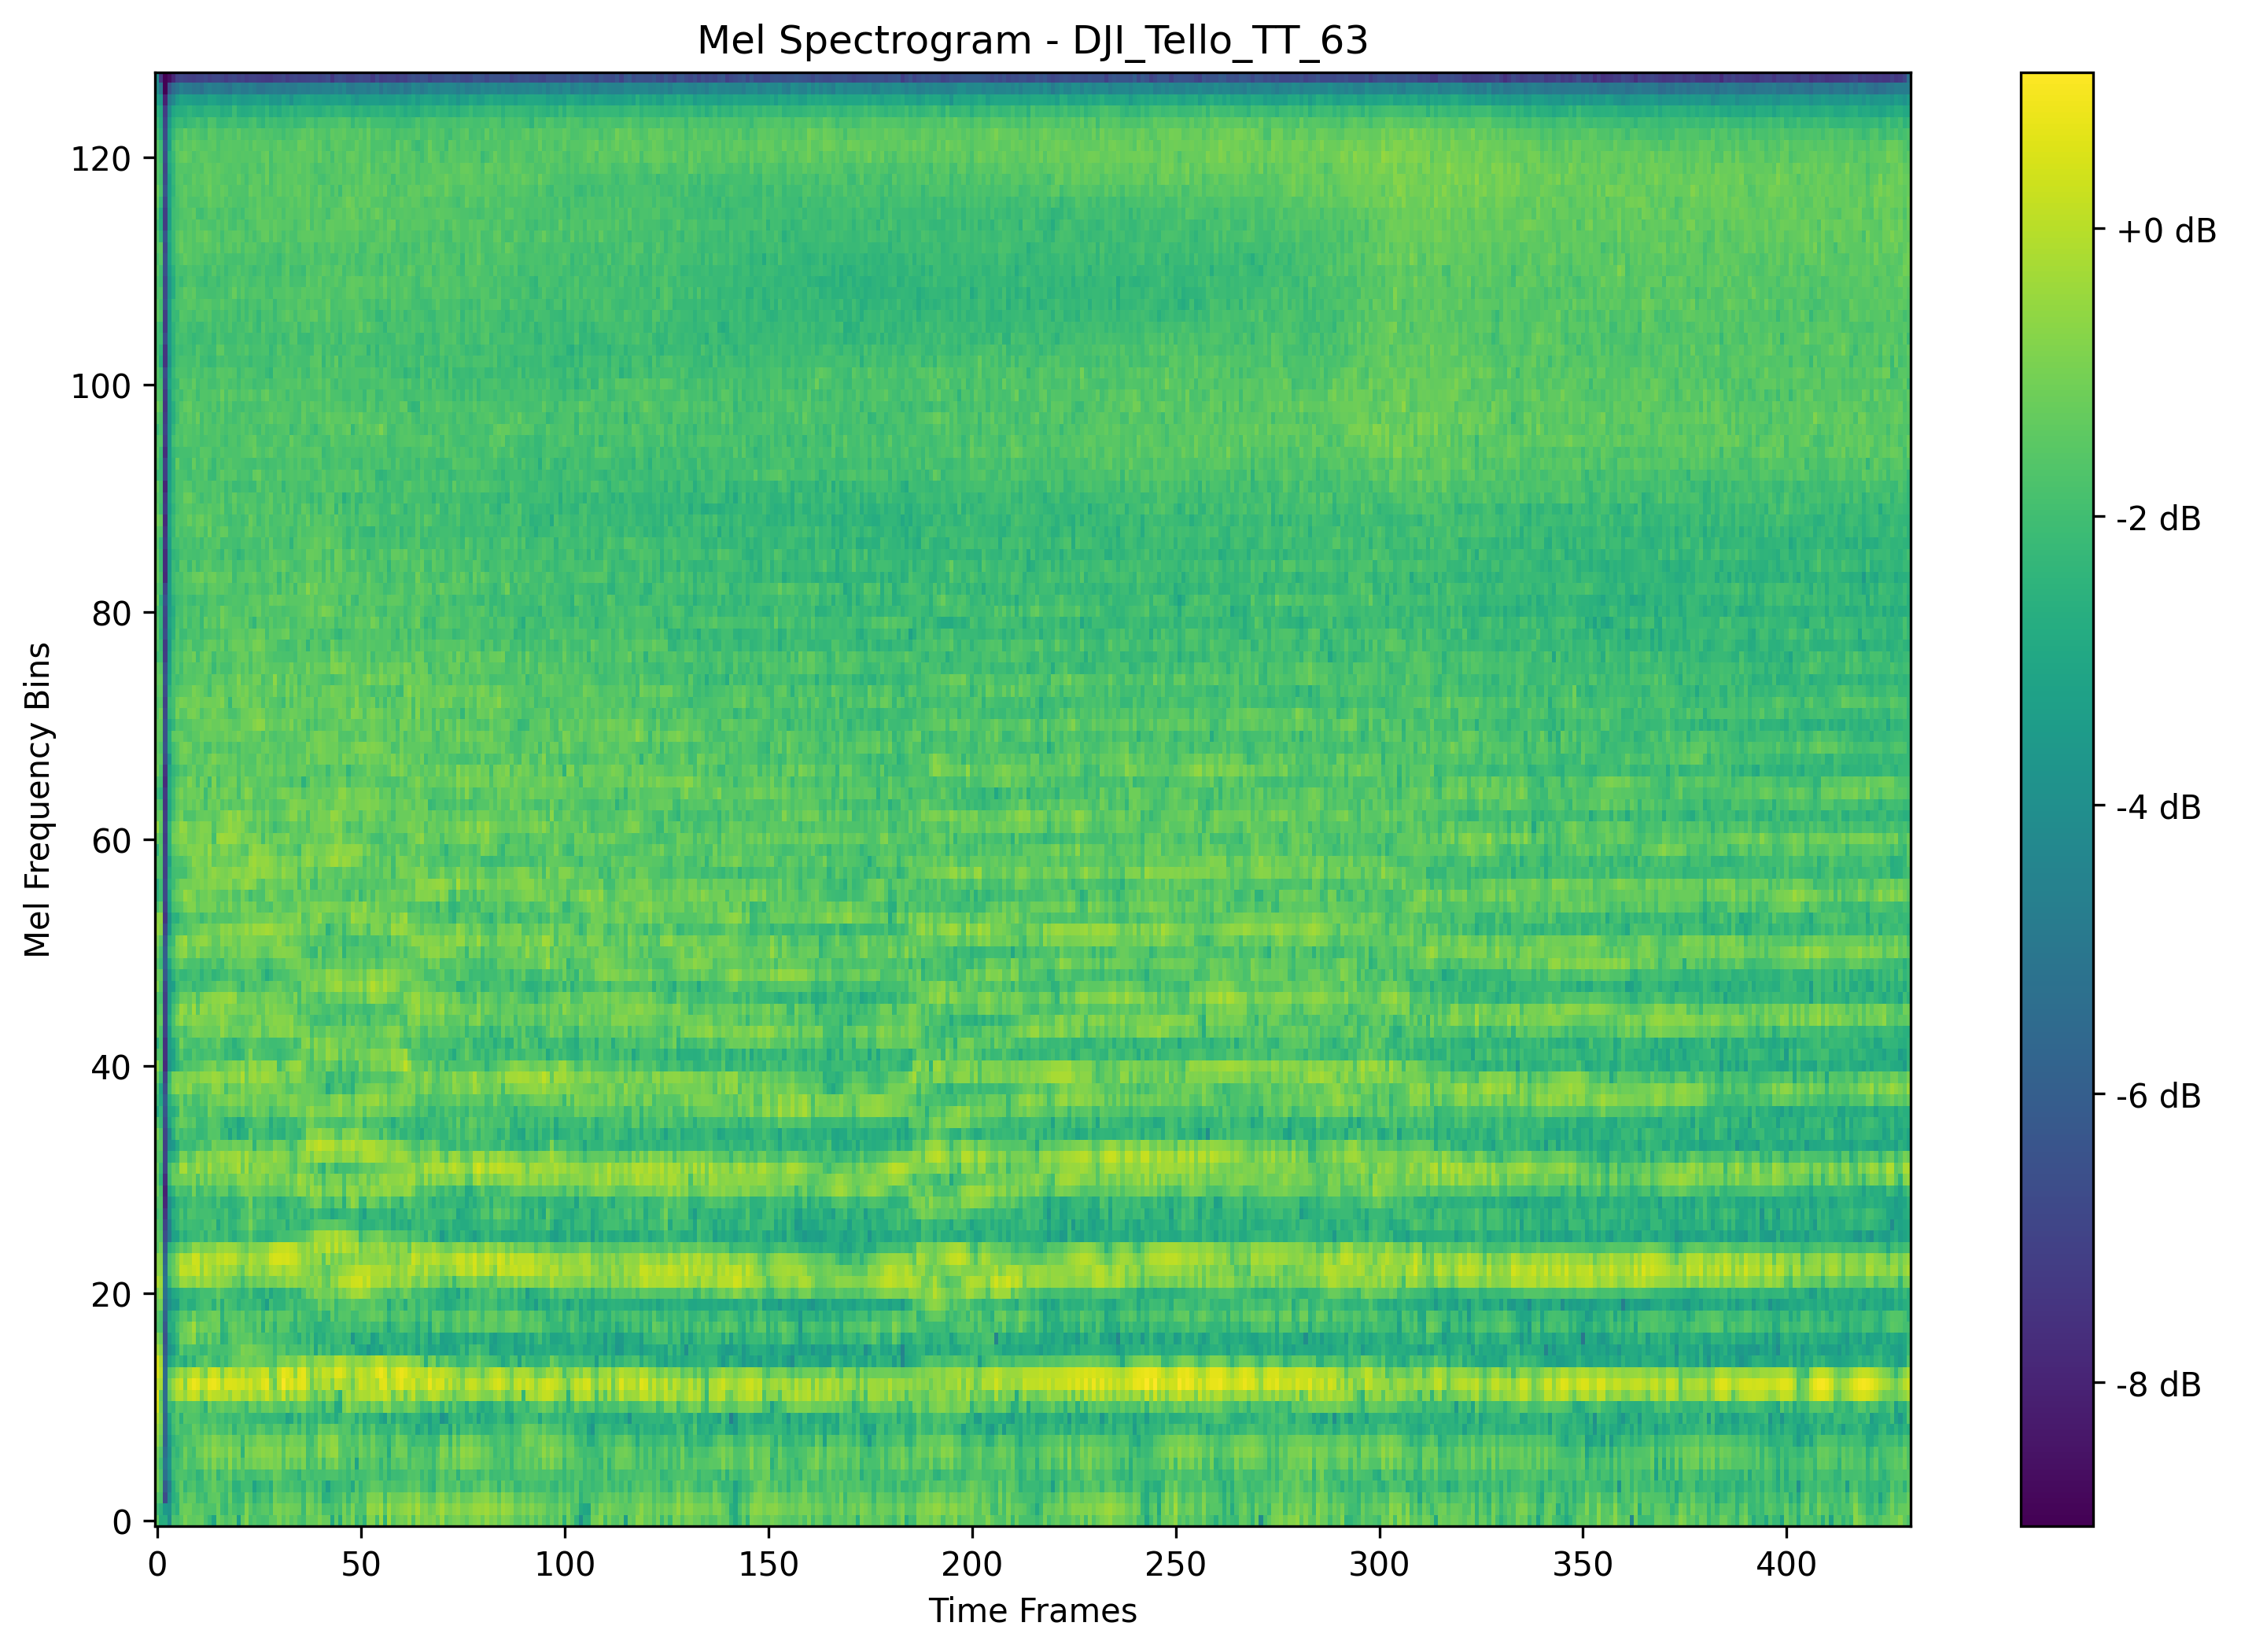 Mel Spectrogram - DJI_Tello_TT_63
Mel Frequency Bins
120
100
80
60
40
20
0
0 50 100 150 200 250 300 350 400
Time Frames
+0 dB
-2 dB
-4 dB
-6 dB
-8 dB